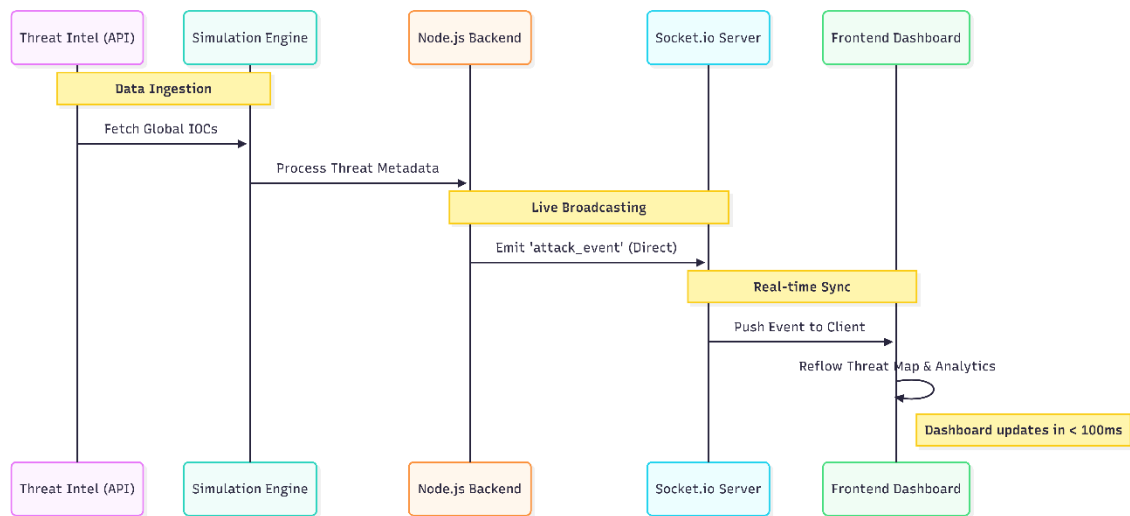 Threat Intel (API)
Simulation Engine
Node.js Backend
Socket.io Server
Frontend Dashboard
Data Ingestion
Fetch Global IOCs
Process Threat Metadata
Live Broadcasting
Emit 'attack_event' (Direct)
Real-time Sync
Push Event to Client
Reflow Threat Map & Analytics
Dashboard updates in < 100ms
Threat Intel (API)
Simulation Engine
Node.js Backend
Socket.io Server
Frontend Dashboard